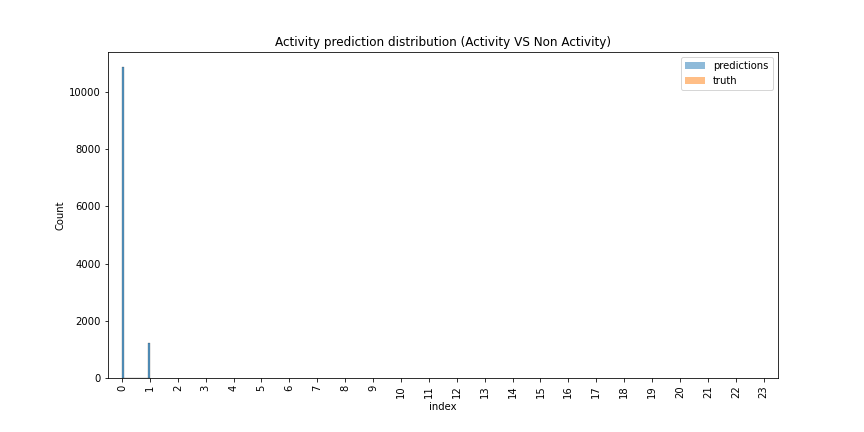 Activity prediction distribution (Activity VS Non Activity)
predictions
truth
10000
8000
6000
4000
2000
0
Count
0 1 2 3 4 5 6 7 8 9 10 11 12 13 14 15 16 17 18 19 20 21 22 23
index